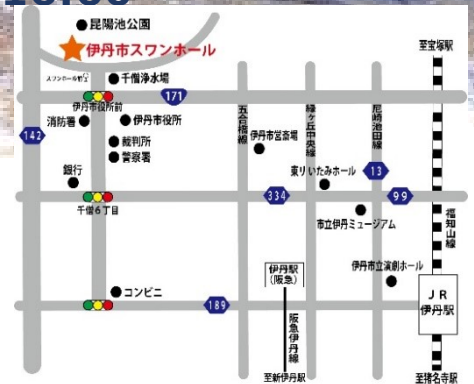 昆陽池公園
伊丹市スワンホール
至宝塚駅
千僧浄水場
171
伊丹市役所前
消防署
伊丹市役所
142
裁判所
警察署
銀行
千僧6丁目
五合橋線
緑ヶ丘中央線
尼崎池田線
伊丹市営斎場
13
東リいたみホール
334
99
市立伊丹ミュージアム
福知山線
伊丹市立演劇ホール
伊丹駅
(阪急)
JR
伊丹駅
コンビニ
189
阪急伊丹線
至新伊丹駅
至猪名寺駅